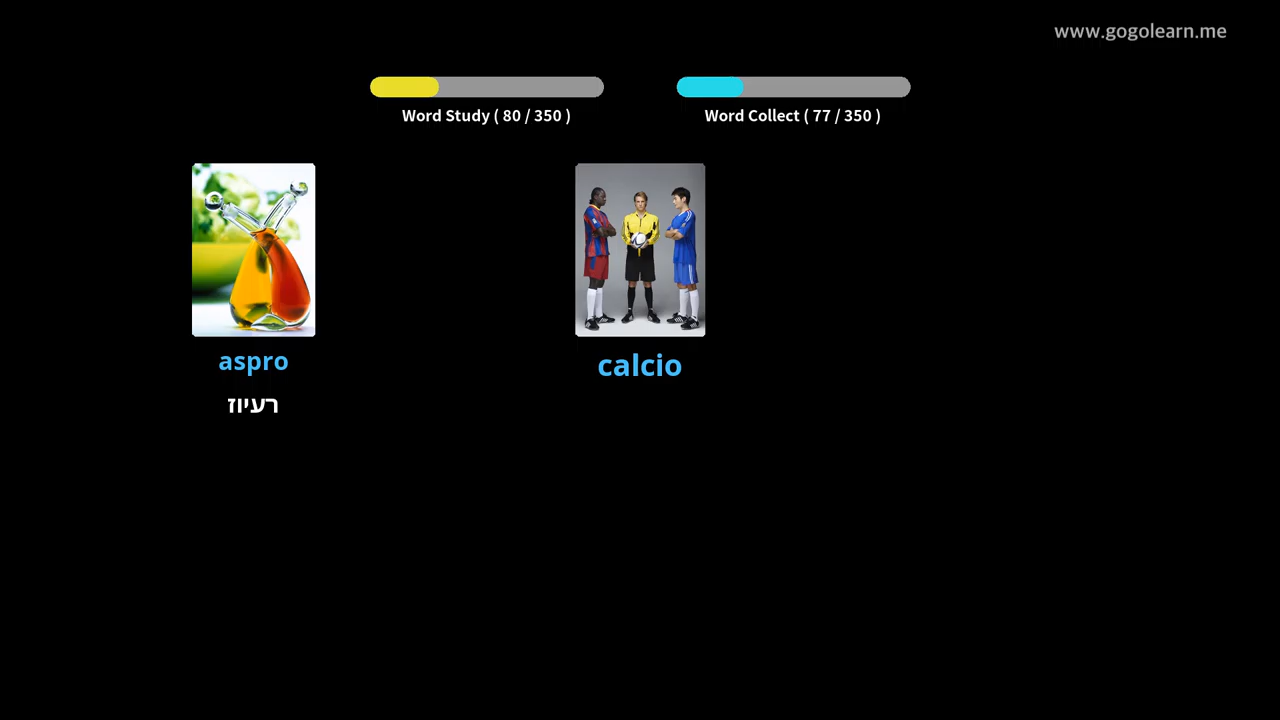 www.gogolearn.me
Word Study ( 80 / 350 )
Word Collect ( 77 / 350 )
aspro
רעיוז
calcio